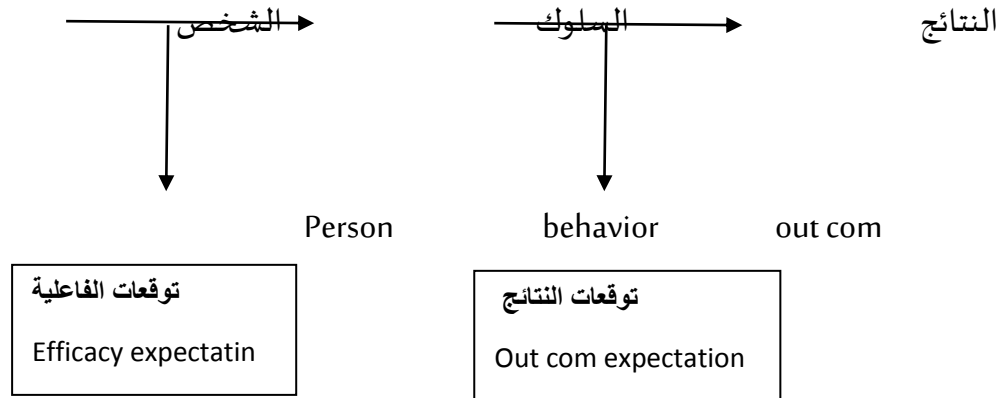 الشخص السلوك النتائج
Person behavior out com
توقعات الفاعلية
Efficacy expectatin
توقعات النتائج
Out com expectation